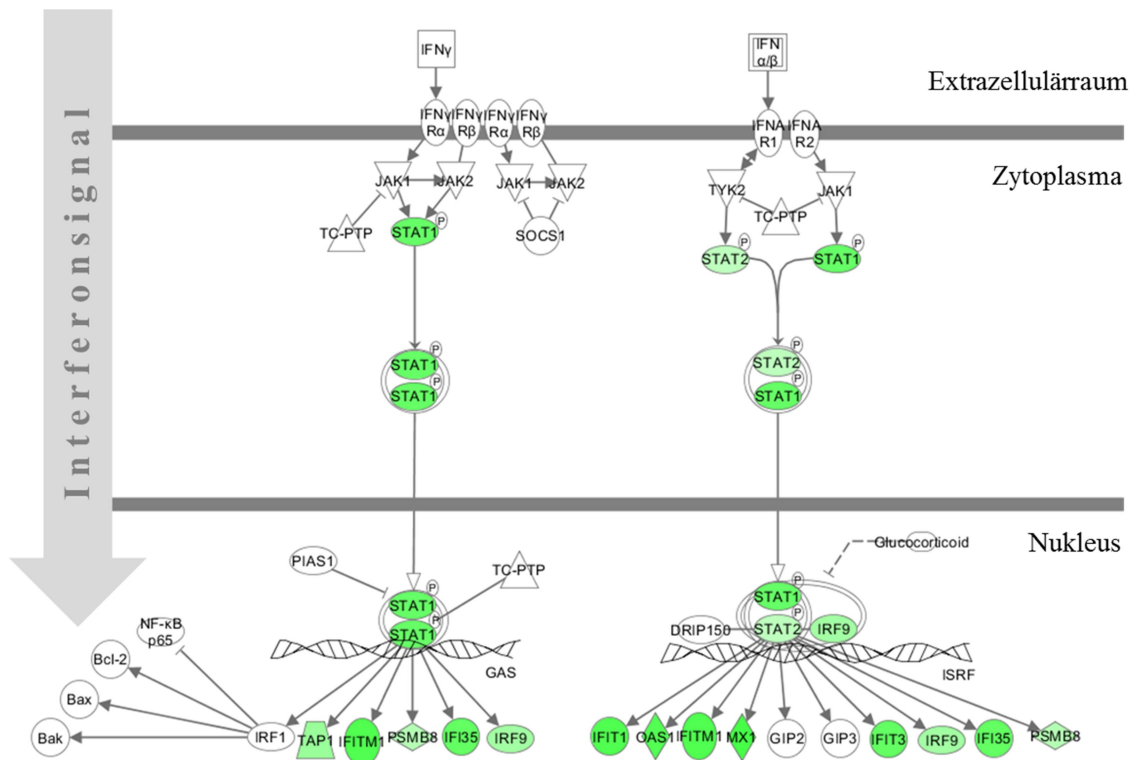 Interferonsignal
IFNγ
IFN
α/β
Extrazellulärraum
IFNγ
Rα
IFNγ
Rβ
IFNγ
Rα
IFNγ
Rβ
IFNA
R1
IFNA
R2
Zytoplasma
JAK1
JAK2
JAK1
JAK2
TYK2
JAK1
TC-PTP
STAT1
P
SOCS1
TC-PTP
STAT2
P
STAT1
P
STAT1
P
STAT1
P
STAT2
P
STAT1
P
Nukleus
PIAS1
TC-PTP
Glucocorticoid
STAT1
P
STAT1
P
STAT1
P
STAT2
P
IRF9
DRIP150
NF-κB
p65
Bcl-2
Bax
Bak
GAS
ISRF
IRF1
TAP1
IFITM1
PSMB8
IFI35
IRF9
IFIT1
OAS1
IFITM1
MX1
GIP2
GIP3
IFIT3
IRF9
IFI35
PSMB8